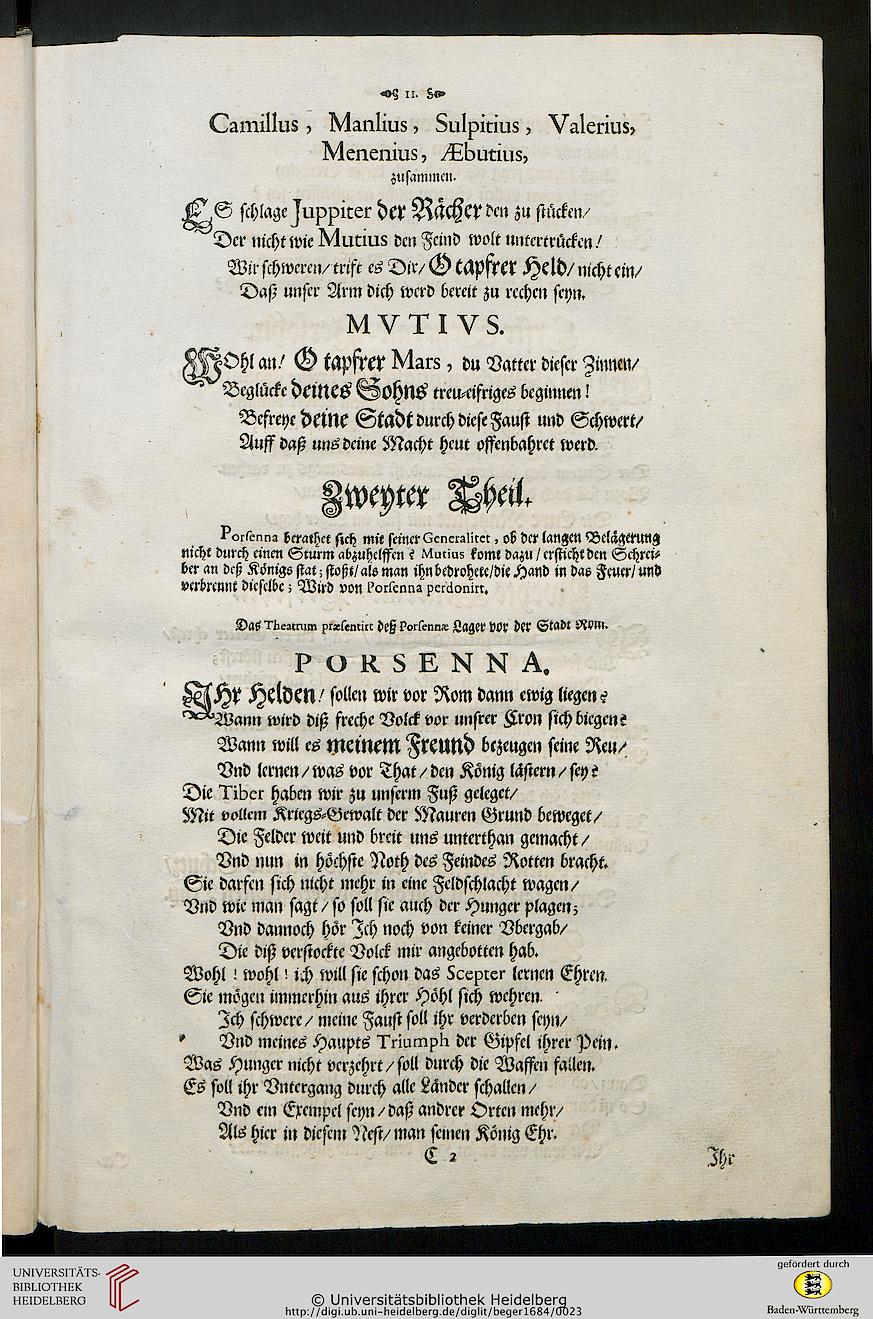 11.
Camillus, Manlius, Sulpitius, Valerius,
Menenius, Æbutius,
zusammen.
ES schlage Juppiter der Rächer den zu stücken/
Der nicht wie Mutius den Feind wolt untertrücken!
Wir schweren/ trift es Dir/ O tapfrer Held/ nicht ein/
Daß unser Arm dich werd bereit zu rechen seyn.
MVTIVS.
WOhl an! O tapfrer Mars, du Vatter dieser Zinnen/
Beglücke deines Sohns treu-eifriges beginnen!
Befreye deine Stadt durch diese Faust und Schwert/
Auff daß uns deine Macht heut offenbahret werd.
Zweyter Theil.
Porsenna berathet sich mit seiner Generalitet, ob der langen Belägerung
nicht durch einen Sturm abzuhelffen? Mutius komt dazu/ ersticht den Schrei-
ber an deß Königs stat; stoßt/ als man ihn bedrohete/ die Hand in das Feuer/ und
verbrennt dieselbe; Wird von Porsenna perdonirt.
Das Theatrum præsentirt deß Porsennæ Lager vor der Stadt Rom.
PORSENNA.
IHr Helden! sollen wir vor Rom dann ewig liegen?
Wann wird diß freche Volck vor unsrer Cron sich biegen?
Wann will es meinem Freund bezeugen seine Reu/
Vnd lernen/ was vor That/ den König lästern/ sey?
Die Tiber haben wir zu unserm Fuß geleget/
Mit vollem Kriegs-Gewalt der Mauren Grund beweget/
Die Felder weit und breit uns unterthan gemacht/
Vnd nun in höchste Noth des Feindes Rotten bracht.
Sie darfen sich nicht mehr in eine Feldschlacht wagen/
Vnd wie man sagt/ so soll sie auch der Hunger plagen;
Vnd dannoch hör Ich noch von keiner Vbergab/
Die diß verstockte Volck mir angebotten hab.
Wohl! wohl! ich will sie schon das Scepter lernen Ehren.
Sie mögen immerhin aus ihrer Höhl sich wehren.
Ich schwere/ meine Faust soll ihr verderben seyn/
Vnd meines Haupts Triumph der Gipfel ihrer Pein.
Was Hunger nicht verzehrt/ soll durch die Waffen fallen.
Es soll ihr Vntergang durch alle Länder schallen/
Vnd ein Exempel seyn/ daß andrer Orten mehr/
Als hier in diesem Nest/ man seinen König Ehr.
C 2 Ihr
UNIVERSITÄTS-
BIBLIOTHEK
HEIDELBERG
© Universitätsbibliothek Heidelberg
http://digi.ub.uni-heidelberg.de/diglit/beger1684/0023
gefördert durch
Baden-Württemberg